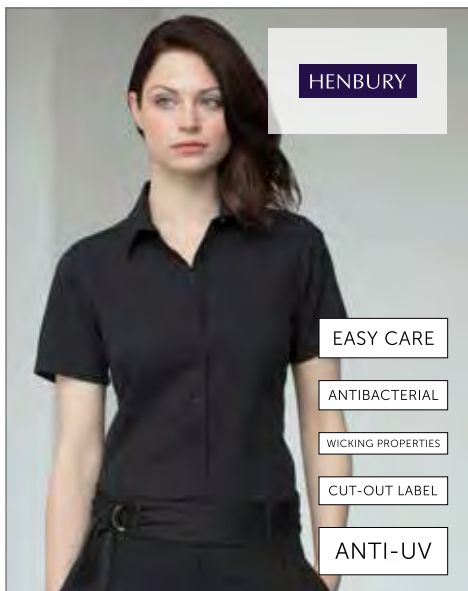 HENBURY
EASY CARE
ANTIBACTERIAL
WICKING PROPERTIES
CUT-OUT LABEL
ANTI-UV